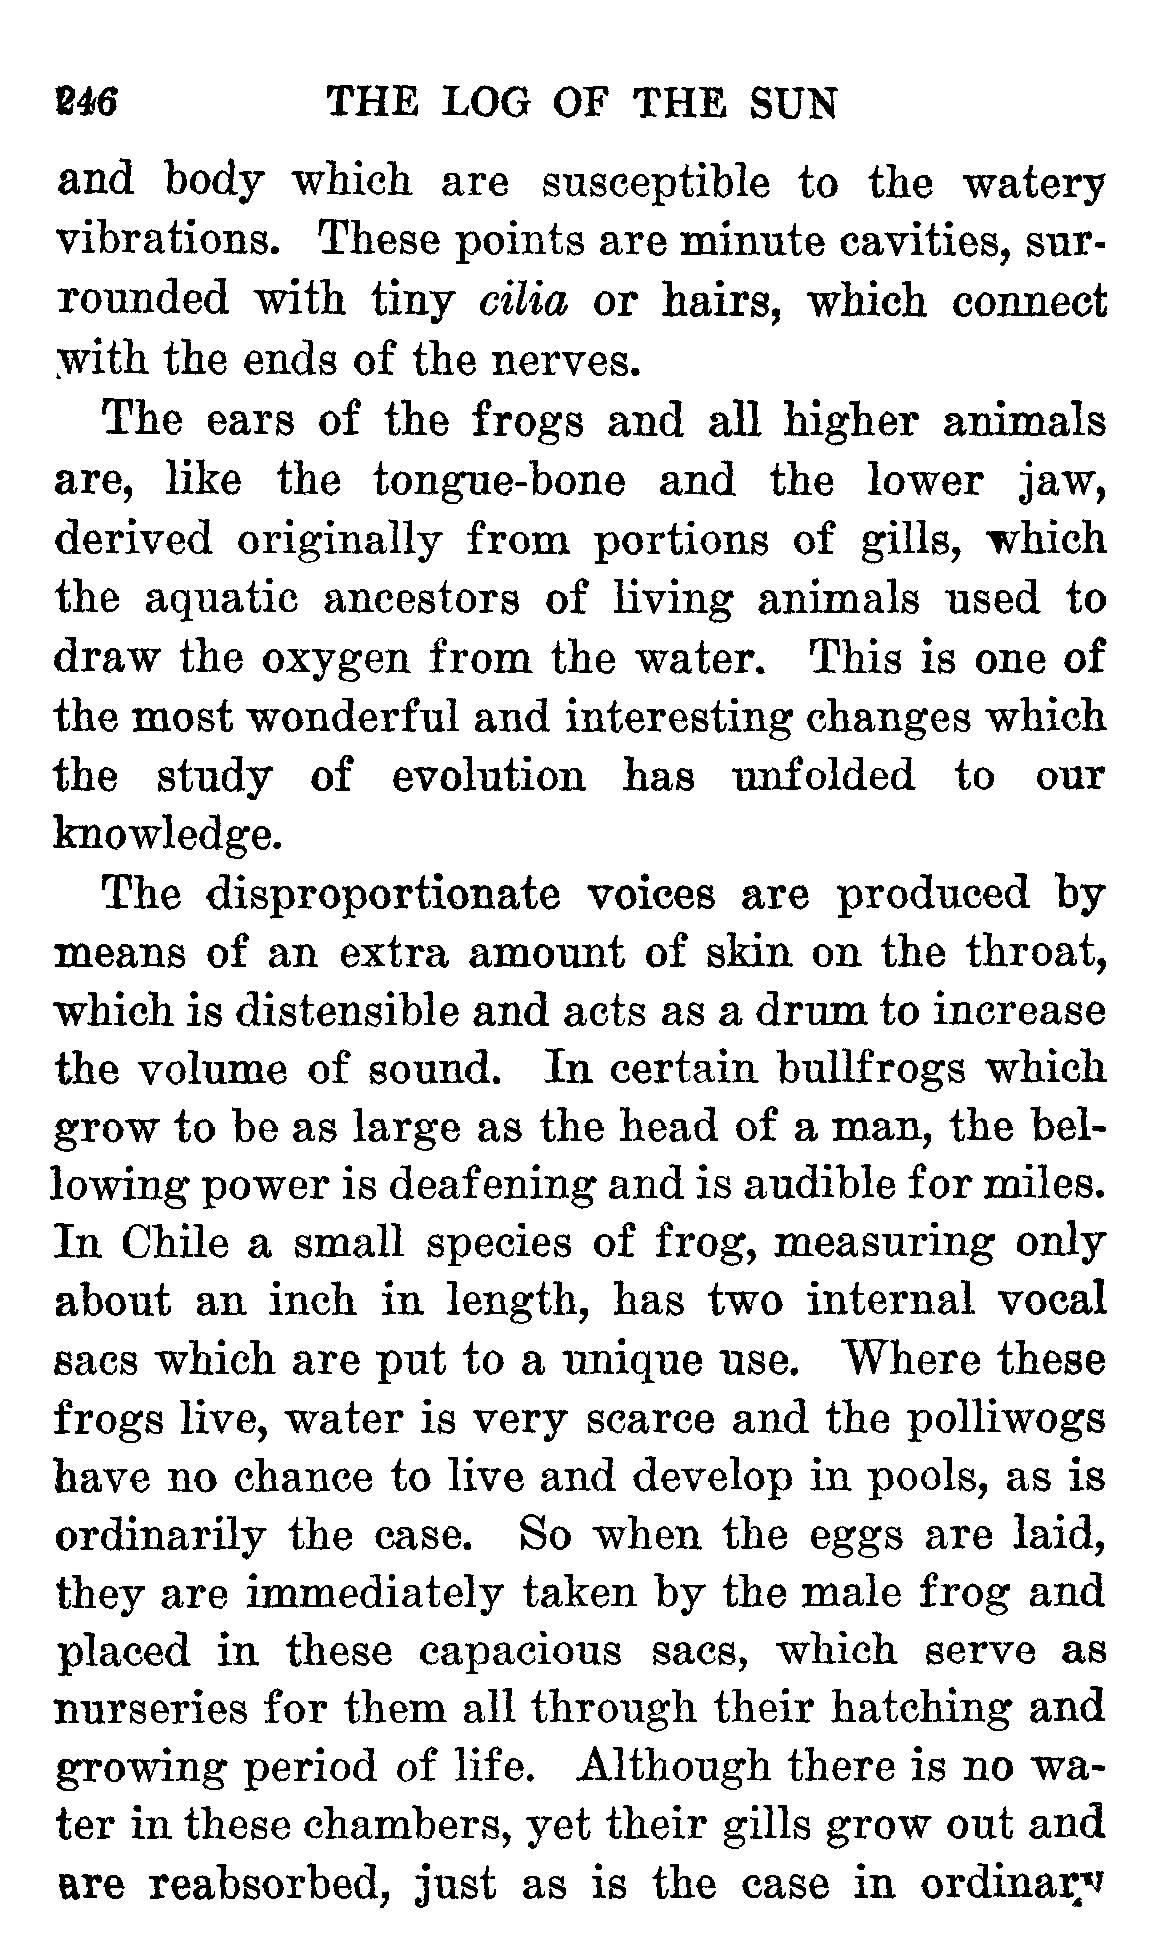 246 THE LOG OF THE SUN
and body which are susceptible to the watery
vibrations. These points are minute cavities, sur-
rounded with tiny cilia or hairs, which connect
with the ends of the nerves.
The ears of the frogs and all higher animals
are, like the tongue-bone and the lower jaw,
derived originally from portions of gills, which
the aquatic ancestors of living animals used to
draw the oxygen from the water. This is one of
the most wonderful and interesting changes which
the study of evolution has unfolded to our
knowledge.
The disproportionate voices are produced by
means of an extra amount of skin on the throat,
which is distensible and acts as a drum to increase
the volume of sound. In certain bullfrogs which
grow to be as large as the head of a man, the bel-
lowing power is deafening and is audible for miles.
In Chile a small species of frog, measuring only
about an inch in length, has two internal vocal
sacs which are put to a unique use. Where these
frogs live, water is very scarce and the polliwogs
have no chance to live and develop in pools, as is
ordinarily the case. So when the eggs are laid,
they are immediately taken by the male frog and
placed in these capacious sacs, which serve as
nurseries for them all through their hatching and
growing period of life. Although there is no wa-
ter in these chambers, yet their gills grow out and
are reabsorbed, just as is the case in ordinary